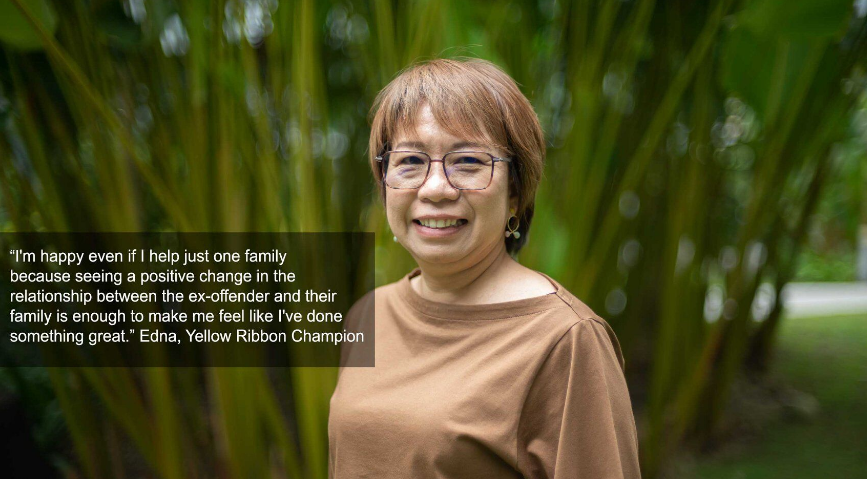 “I'm happy even if I help just one family
because seeing a positive change in the
relationship between the ex-offender and their
family is enough to make me feel like I've done
something great.” Edna, Yellow Ribbon Champion